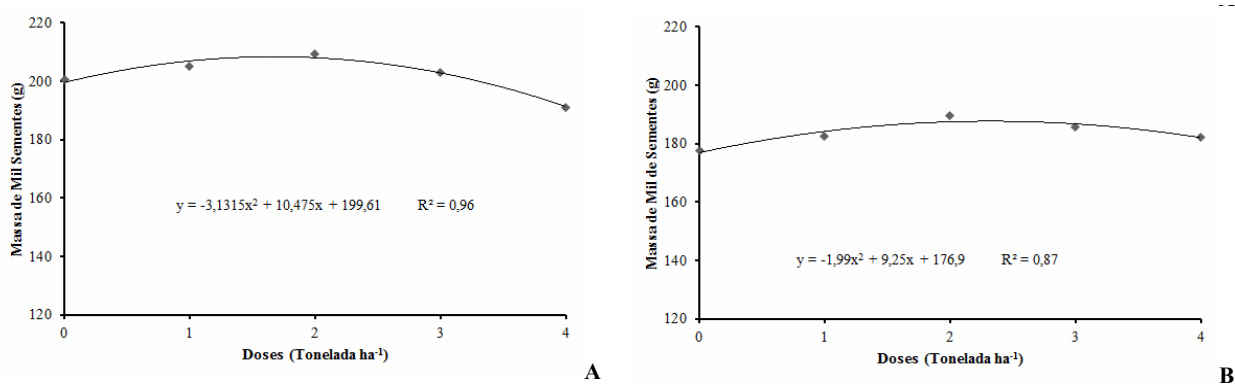 220
200
180
160
140
120
Massa de Mil Sementes (g)
y = -3,1315x² + 10,475x + 199,61 R² = 0,96
0 1 2 3 4
Doses (Tonelada ha⁻¹)
A
220
200
180
160
140
120
Massa de Mil de Sementes (g)
y = -1,99x² + 9,25x + 176,9 R² = 0,87
0 1 2 3 4
Doses (Tonelada ha⁻¹)
B